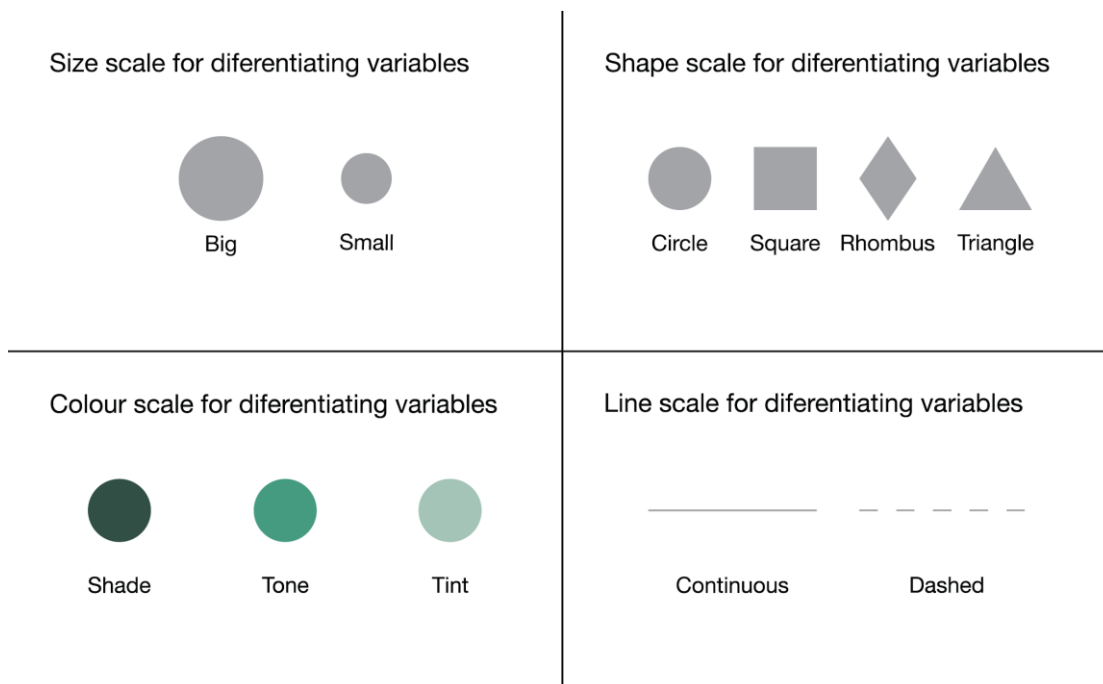 Size scale for diferentiating variables
Big
Small
Shape scale for diferentiating variables
Circle
Square
Rhombus
Triangle
Colour scale for diferentiating variables
Shade
Tone
Tint
Line scale for diferentiating variables
Continuous
Dashed